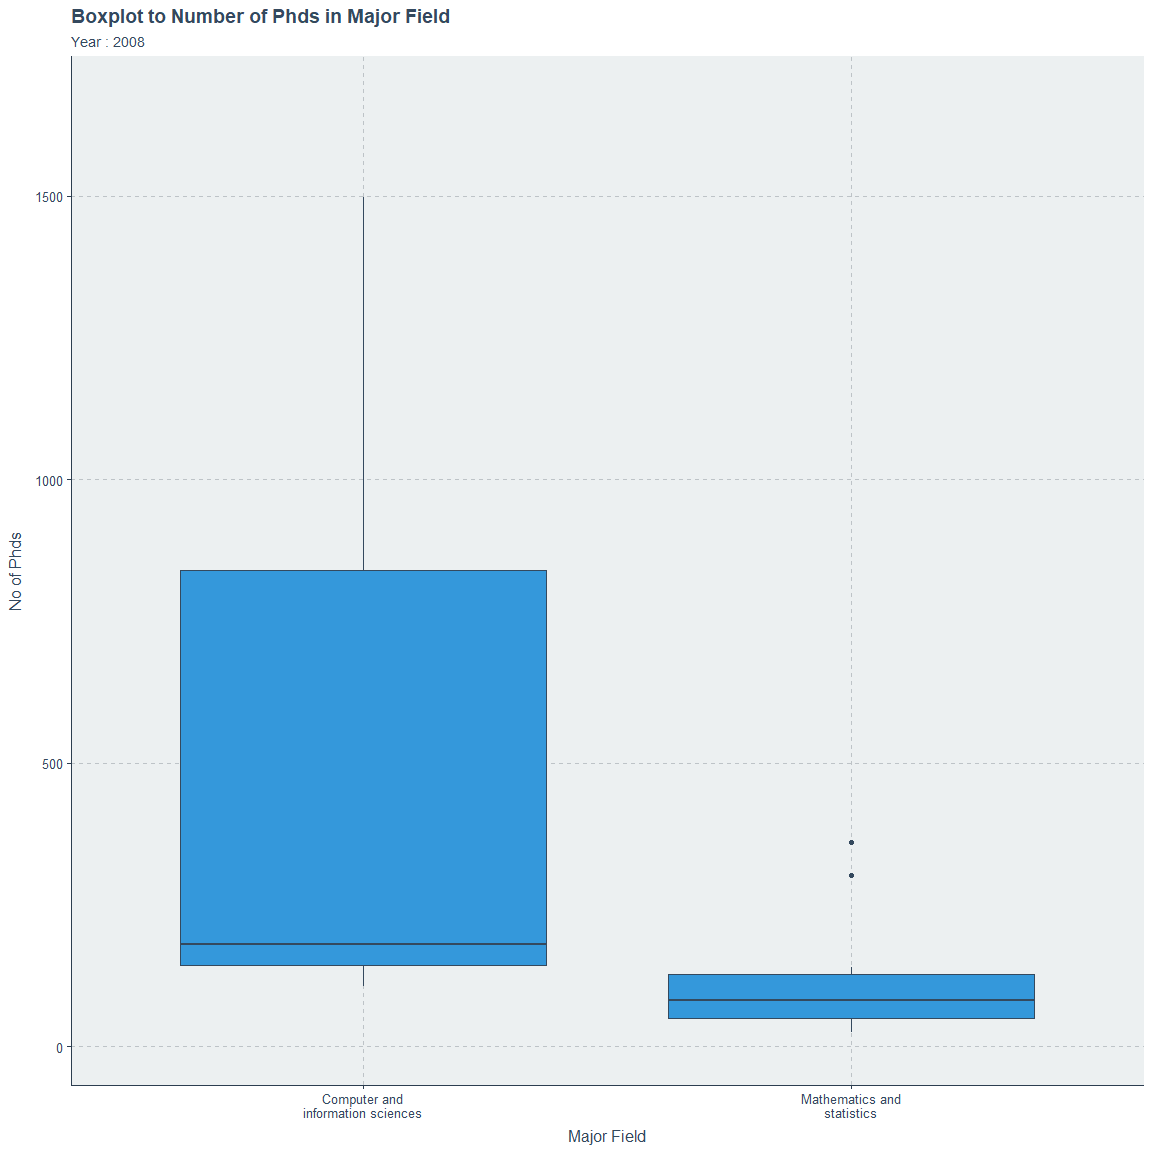 Boxplot to Number of Phds in Major Field
Year : 2008
1500
1000
500
0
No of Phds
Computer and
information sciences
Mathematics and
statistics
Major Field